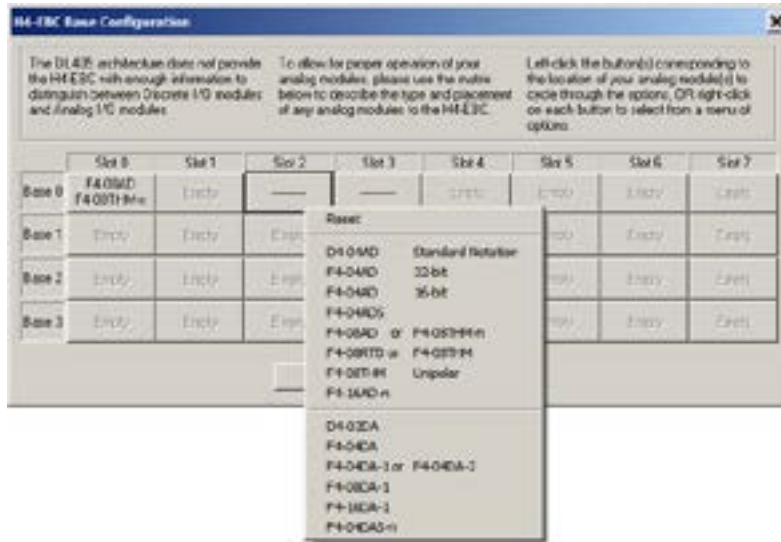 H4-EBC Base Configuration
The DL405 architecture does not provide
the H4-EBC with enough information to
distinguish between Discrete I/O modules
and Analog I/O modules
To allow for proper operation of your
analog modules, please use the matrix
below to describe the type and placement
of any analog modules to the H4-EBC.
Left-click the button(s) corresponding to
the location of your analog module(s) to
cycle through the options, OR right-click
on each button to select from a menu of
options.
Slot 0 Slot 1 Slot 2 Slot 3 Slot 4 Slot 5 Slot 6 Slot 7
Base 0 F4-08AD Empty ----- ----- Empty Empty Empty Empty
F4-08THM-n
Base 1 Empty Empty Empty Empty Empty
Base 2 Empty Empty Empty Empty
Base 3 Empty Empty Empty Empty
Reset
D4-04AD Standard Notation
F4-04AD 32-bit
F4-04AD 16-bit
F4-04ADS
F4-08AD or F4-08THM-n
F4-08RTD or F4-08THM
F4-08THM Unipolar
F4-16AD-n
D4-02DA
F4-04DA
F4-04DA-1 or F4-04DA-2
F4-08DA-1
F4-16DA-1
F4-04DAS-n